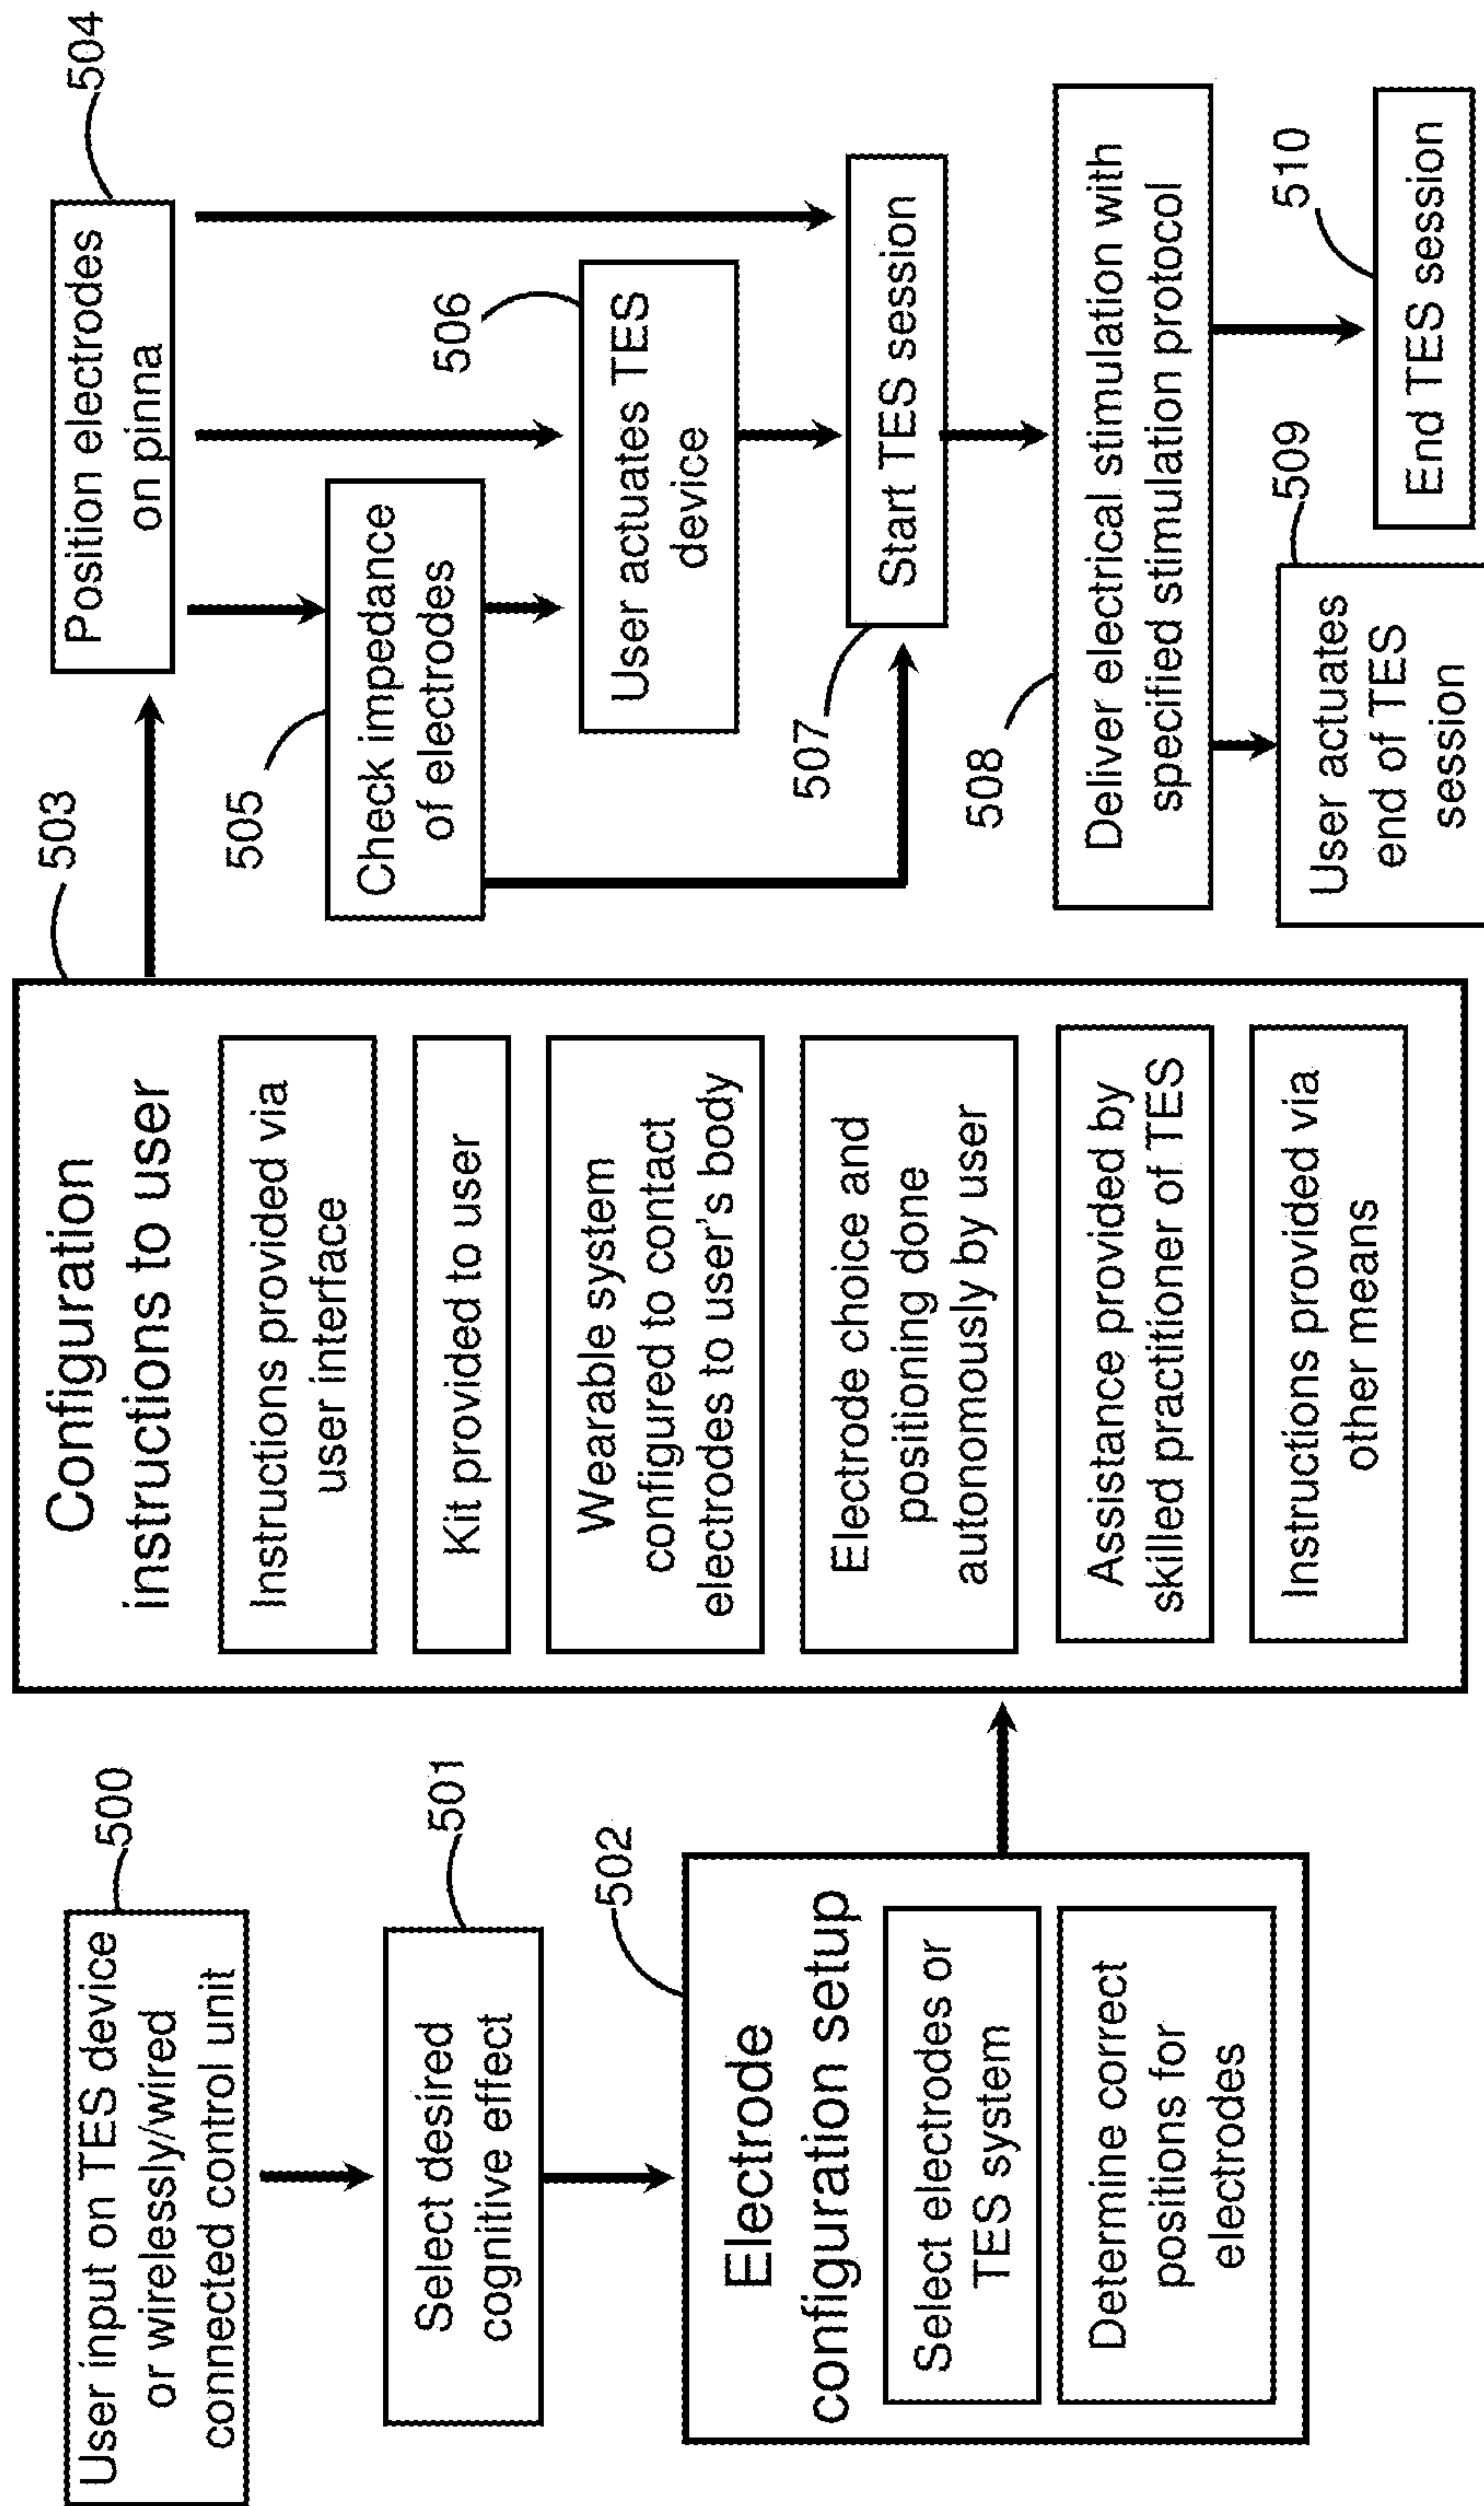 500
User input on TES device
or wirelessly/wired
connected control unit
501
Select desired
cognitive effect
502
Electrode
configuration setup
Select electrodes or
TES system
Determine correct
positions for
electrodes
503
Configuration
instructions to user
Instructions provided via
user interface
Kit provided to user
Wearable system
configured to contact
electrodes to user's body
Electrode choice and
positioning done
autonomously by user
Assistance provided by
skilled practitioner of TES
Instructions provided via
other means
504
Position electrodes
on pinna
505
Check impedance
of electrodes
506
User actuates TES
device
507
Start TES session
508
Deliver electrical stimulation with
specified stimulation protocol
509
User actuates
end of TES
session
510
End TES session